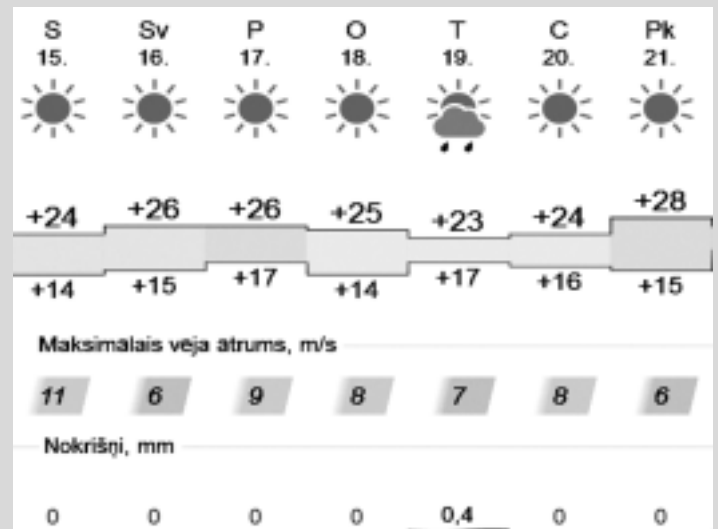 S Sv P O T C Pk
15. 16. 17. 18. 19. 20. 21.
+24 +26 +26 +25 +23 +24 +28
+14 +15 +17 +14 +17 +16 +15
Maksimālais vēja ātrums, m/s
11 6 9 8 7 8 6
Nokrišņi, mm
0 0 0 0 0,4 0 0